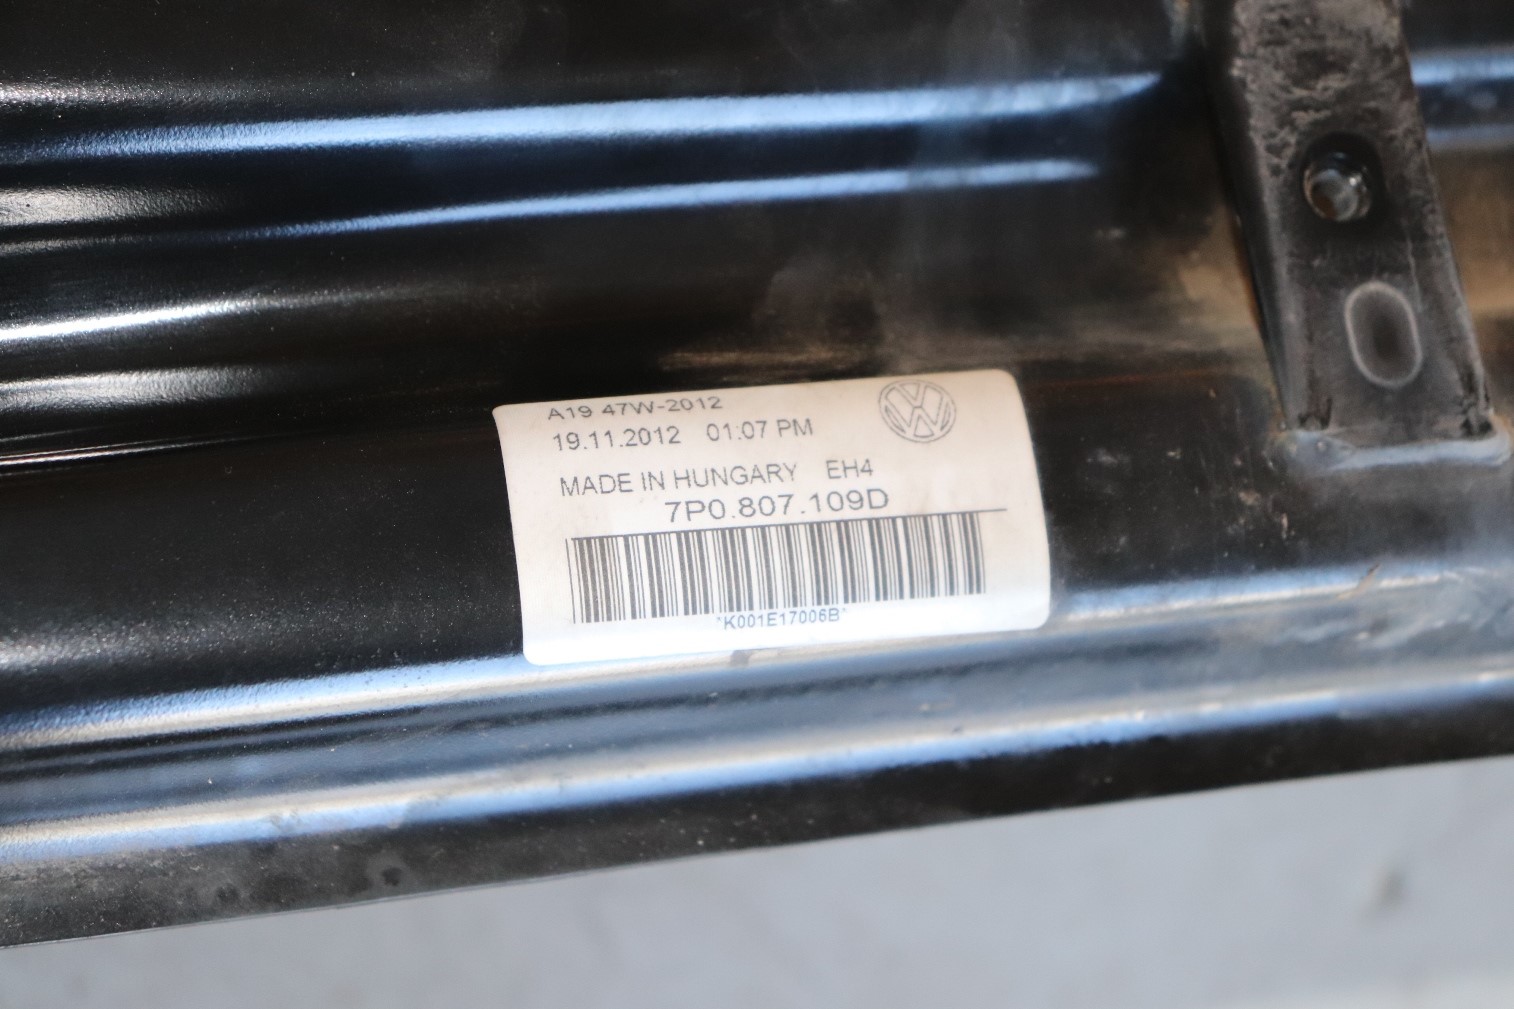 A19 47W-2012
19.11.2012 01:07 PM
MADE IN HUNGARY EH4
7P0.807.109D
*K001E17006B*